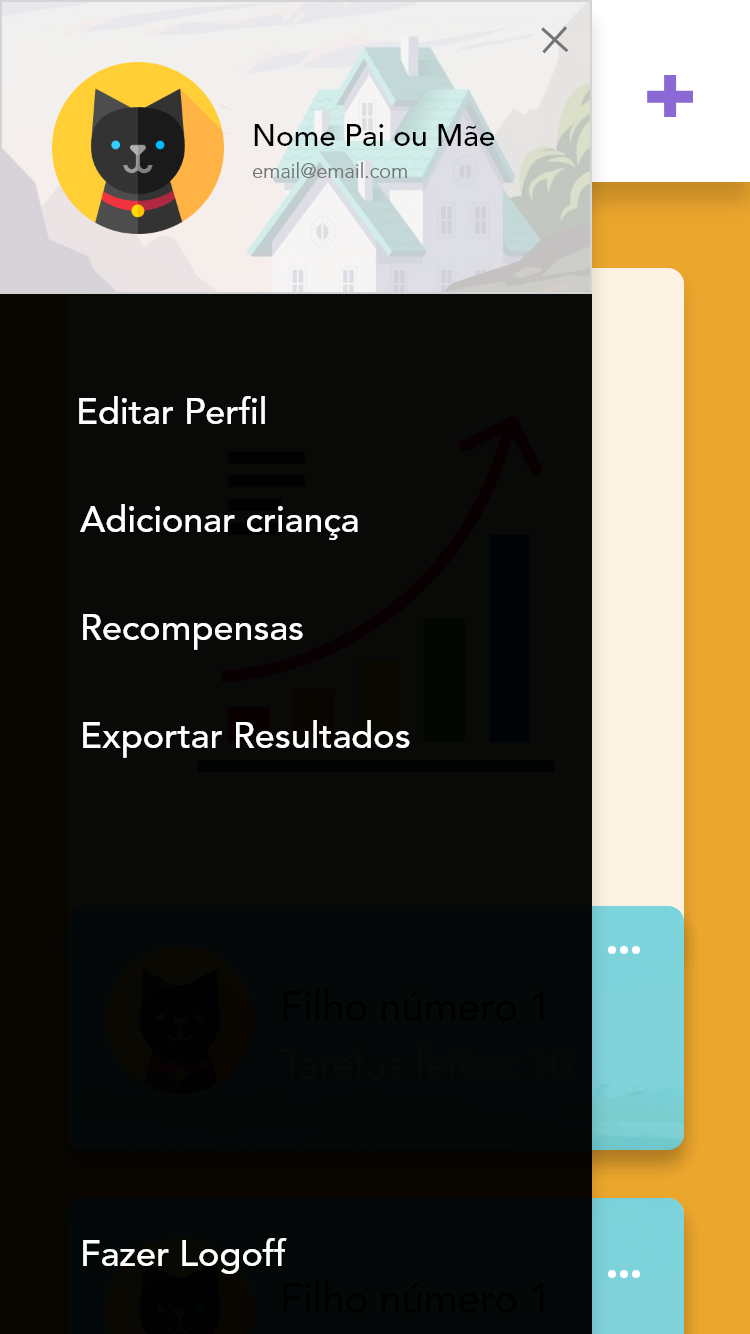 Nome Pai ou Mãe
email@email.com
Editar Perfil
Adicionar criança
Recompensas
Exportar Resultados
Filho número 1
Tarefas feitas: 10
Fazer Logoff
Filho número 1